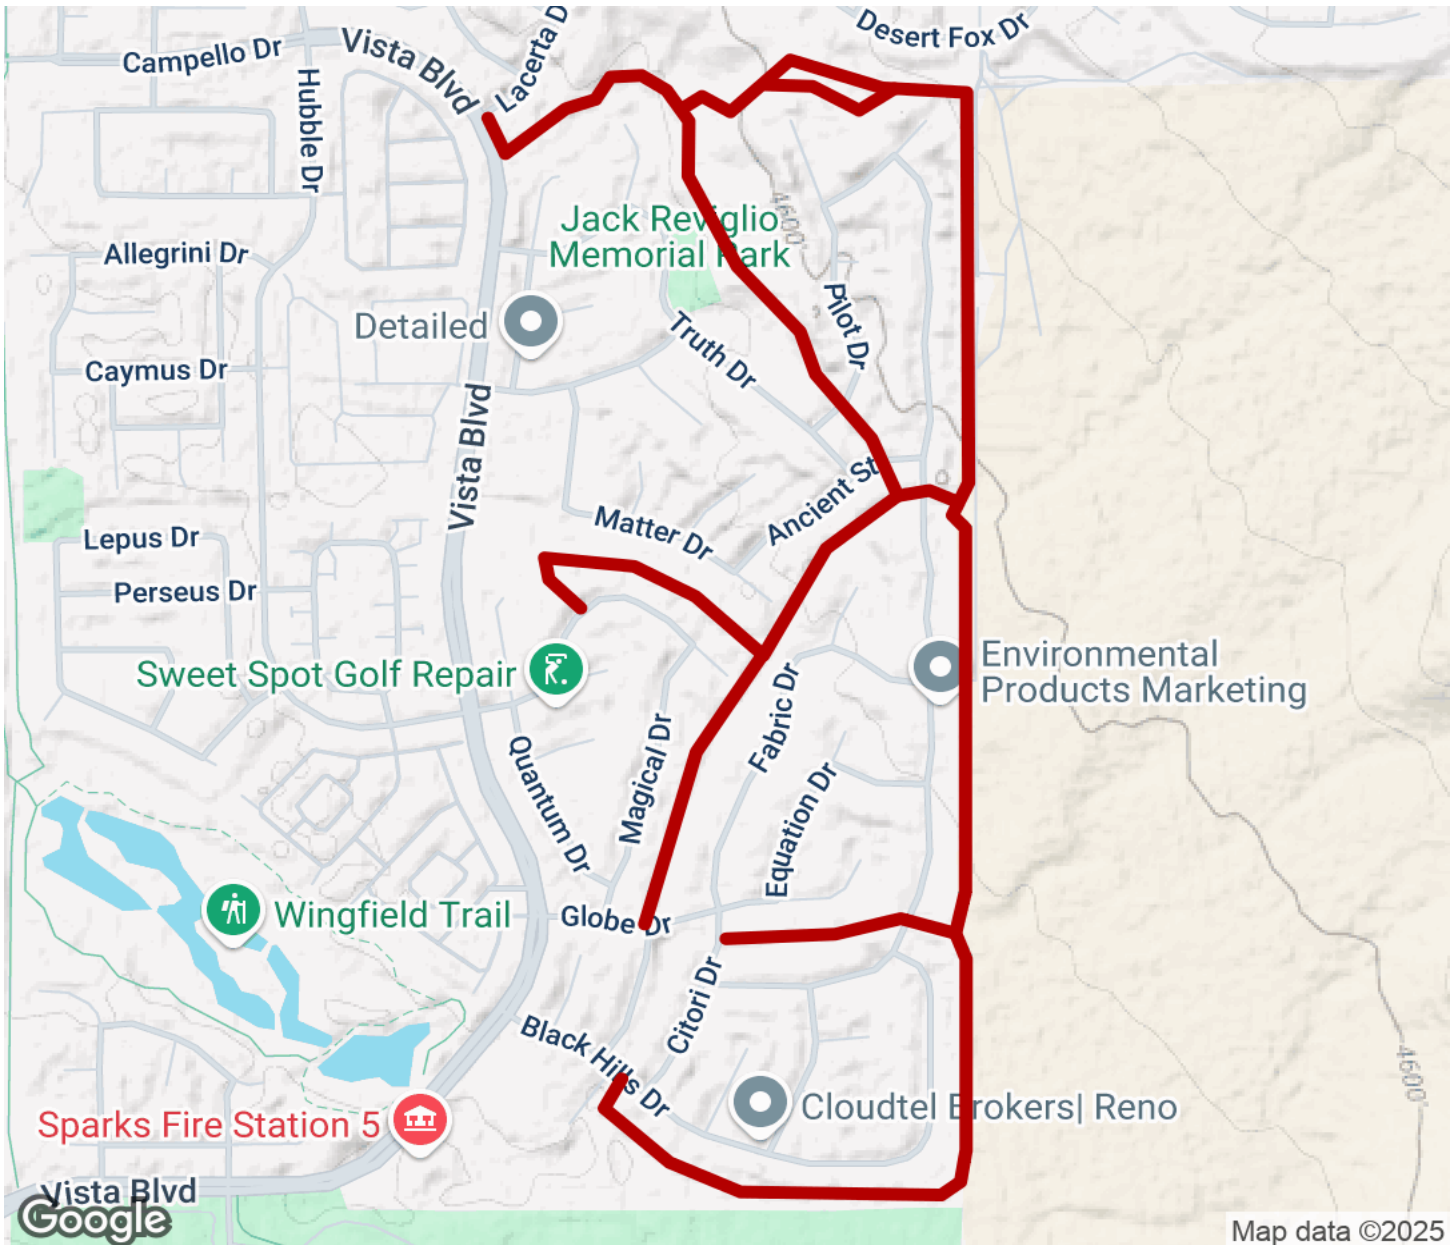 Desert Fox Dr
Lacerta D
Campello Dr
Vista Blvd
Hubble Dr
Jack Reviglio
Memorial Park
4600'
Allegrini Dr
Detailed
Pilot Dr
Truth Dr
Caymus Dr
Vista Blvd
Ancient St
Matter Dr
Lepus Dr
Perseus Dr
Environmental
Products Marketing
Sweet Spot Golf Repair
Fabric Dr
Magical Dr
Quantum Dr
Equation Dr
Wingfield Trail
Globe Dr
Citori Dr
Black Hills Dr
4600'
Cloudtel Brokers| Reno
Sparks Fire Station 5
Vista Blvd
Google
Map data ©2025